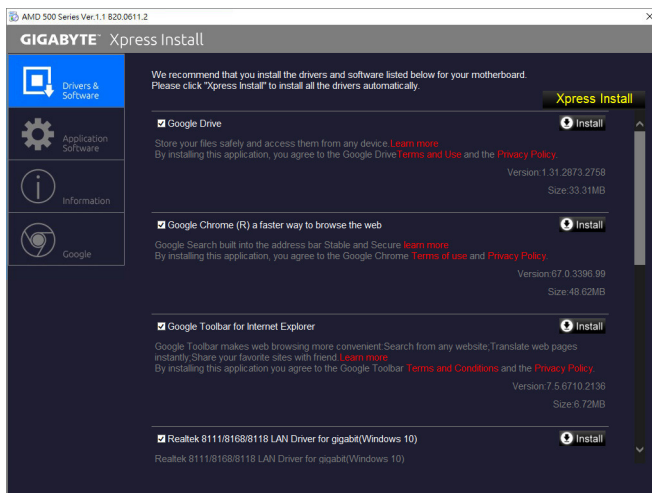 AMD 500 Series Ver.1.1 B20.0611.2
GIGABYTE™ Xpress Install
Drivers &
Software
Application
Software
Information
Google
We recommend that you install the drivers and software listed below for your motherboard.
Please click "Xpress Install" to install all the drivers automatically.
Xpress Install
Google Drive
Install
Store your files safely and access them from any device.Learn more
By installing this application, you agree to the Google DriveTerms and Use and the Privacy Policy.
Version:1.31.2873.2758
Size:33.31MB
Google Chrome (R) a faster way to browse the web
Install
Google Search built into the address bar Stable and Secure learn more
By installing this application, you agree to the Google Chrome Terms of use and Privacy Policy.
Version:67.0.3396.99
Size:48.62MB
Google Toolbar for Internet Explorer
Install
Google Toolbar makes web browsing more convenient:Search from any website;Translate web pages
instantly;Share your favorite sites with friend.Learn more
By installing this application you agree to the Google Toolbar Terms and Conditions and the Privacy Policy.
Version:7.5.6710.2136
Size:6.72MB
Realtek 8111/8168/8118 LAN Driver for gigabit(Windows 10)
Install
Realtek 8111/8168/8118 LAN Driver for gigabit(Windows 10)